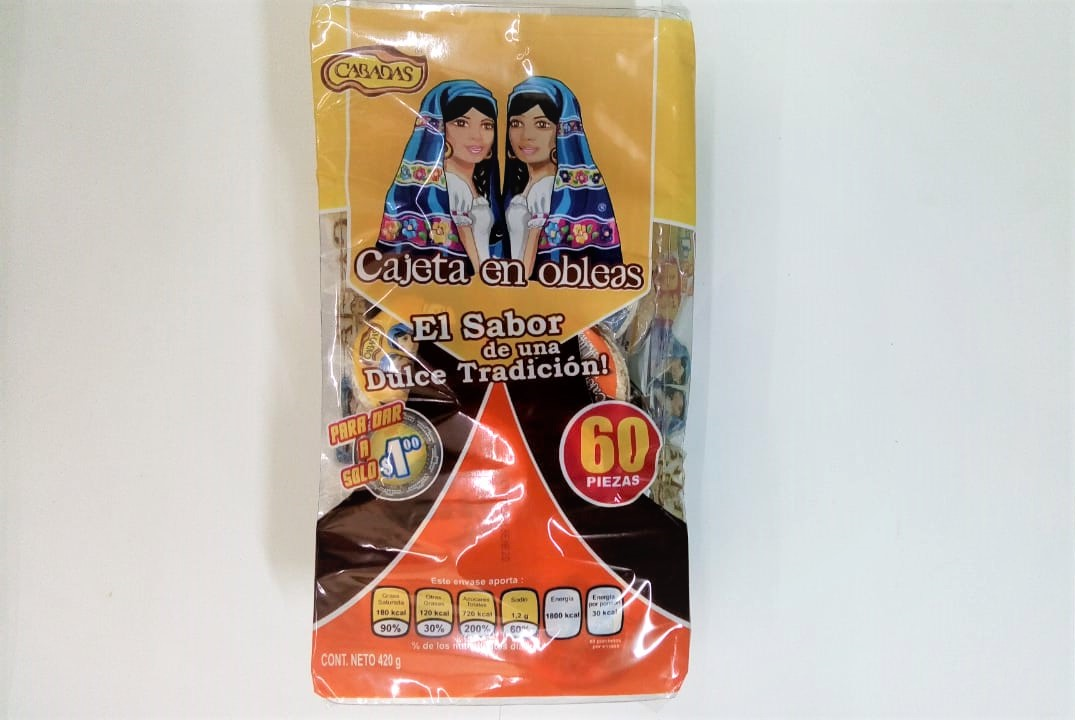 CABADAS
Cajeta en obleas
El Sabor
de una
Dulce Tradición!
PARA DAR
A
SOLO $1.00
60
PIEZAS
Este envase aporta :
Grasa Saturada
180 kcal
90%
Otras Grasas
120 kcal
30%
Azúcares Totales
720 kcal
200%
Sodio
1,2 g
60%
Energía
1800 kcal
Energía por porción
30 kcal
% de los
CONT. NETO 420 g